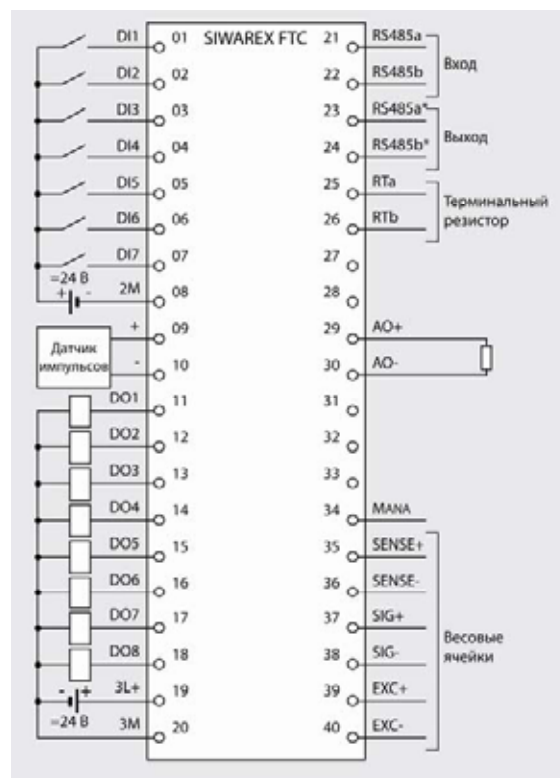 SIWAREX FTC
DI1 01
DI2 02
DI3 03
DI4 04
DI5 05
DI6 06
DI7 07
=24 В
+ -
2M 08
+ 09
Датчик
импульсов
- 10
DO1 11
DO2 12
DO3 13
DO4 14
DO5 15
DO6 16
DO7 17
DO8 18
- +
3L+ 19
=24 В
3M 20
21 RS485a
22 RS485b
Вход
23 RS485a*
24 RS485b*
Выход
25 RTa
26 RTb
Терминальный
резистор
27
28
29 AO+
30 AO-
31
32
33
34 MANA
35 SENSE+
36 SENSE-
37 SIG+
38 SIG-
39 EXC+
40 EXC-
Весовые
ячейки